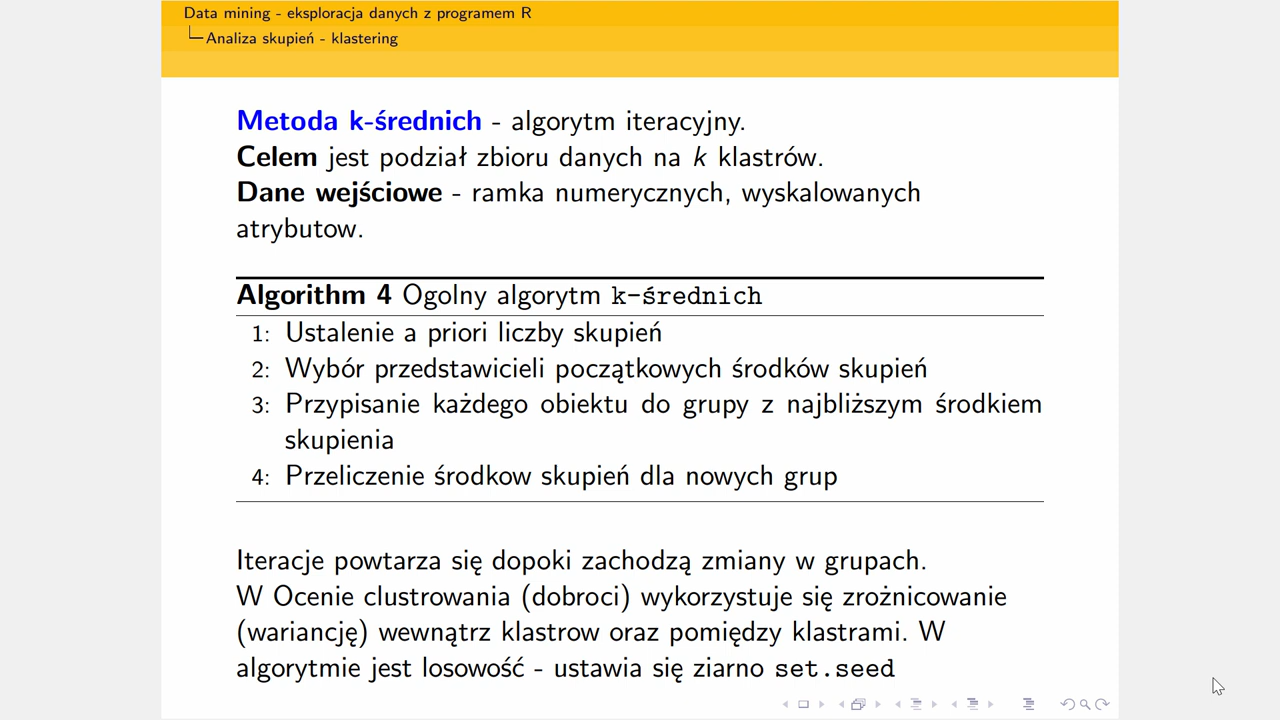 Data mining - eksploracja danych z programem R
Analiza skupień - klastering
Metoda k-średnich - algorytm iteracyjny.
Celem jest podział zbioru danych na k klastrów.
Dane wejściowe - ramka numerycznych, wyskalowanych
atrybutow.
Algorithm 4 Ogolny algorytm k-średnich
1: Ustalenie a priori liczby skupień
2: Wybór przedstawicieli początkowych środków skupień
3: Przypisanie każdego obiektu do grupy z najbliższym środkiem
skupienia
4: Przeliczenie środkow skupień dla nowych grup
Iteracje powtarza się dopoki zachodzą zmiany w grupach.
W Ocenie clustrowania (dobroci) wykorzystuje się zrożnicowanie
(wariancję) wewnątrz klastrow oraz pomiędzy klastrami. W
algorytmie jest losowość - ustawia się ziarno set.seed